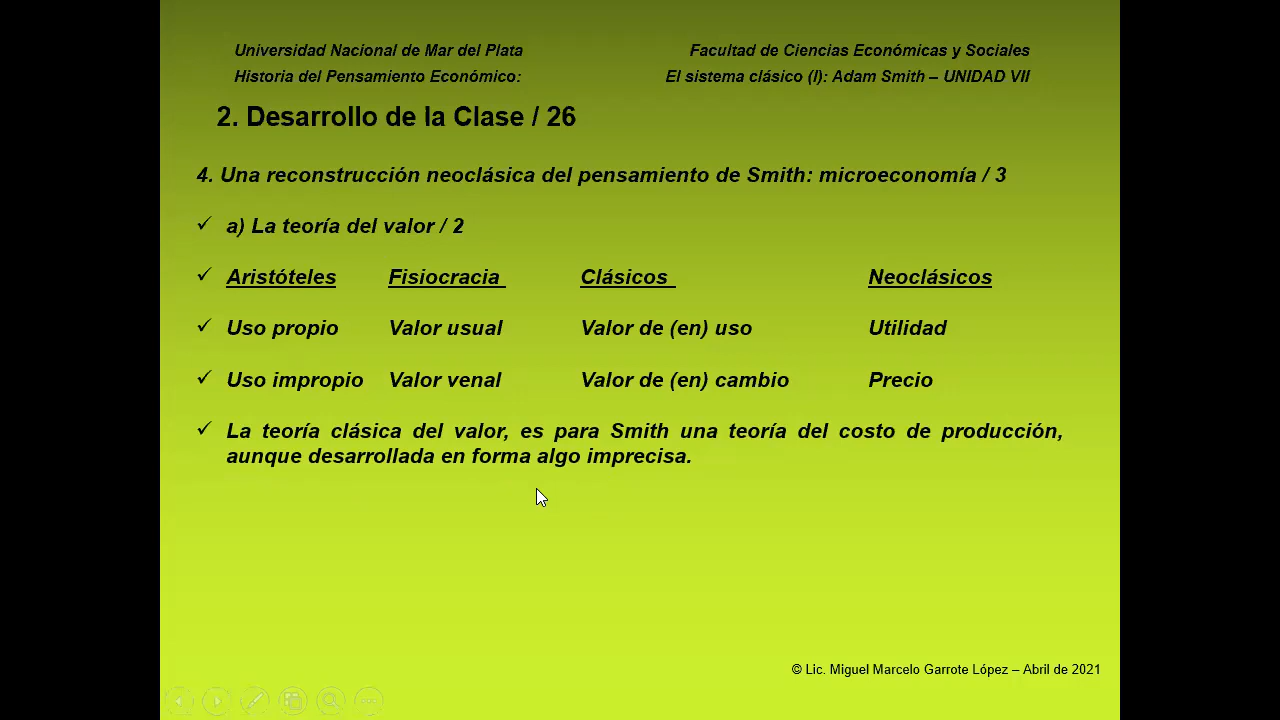 Universidad Nacional de Mar del Plata Facultad de Ciencias Económicas y Sociales
Historia del Pensamiento Económico: El sistema clásico (I): Adam Smith – UNIDAD VII
2. Desarrollo de la Clase / 26
4. Una reconstrucción neoclásica del pensamiento de Smith: microeconomía / 3
✓ a) La teoría del valor / 2
✓ Aristóteles Fisiocracia Clásicos Neoclásicos
✓ Uso propio Valor usual Valor de (en) uso Utilidad
✓ Uso impropio Valor venal Valor de (en) cambio Precio
✓ La teoría clásica del valor, es para Smith una teoría del costo de producción,
aunque desarrollada en forma algo imprecisa.
© Lic. Miguel Marcelo Garrote López – Abril de 2021